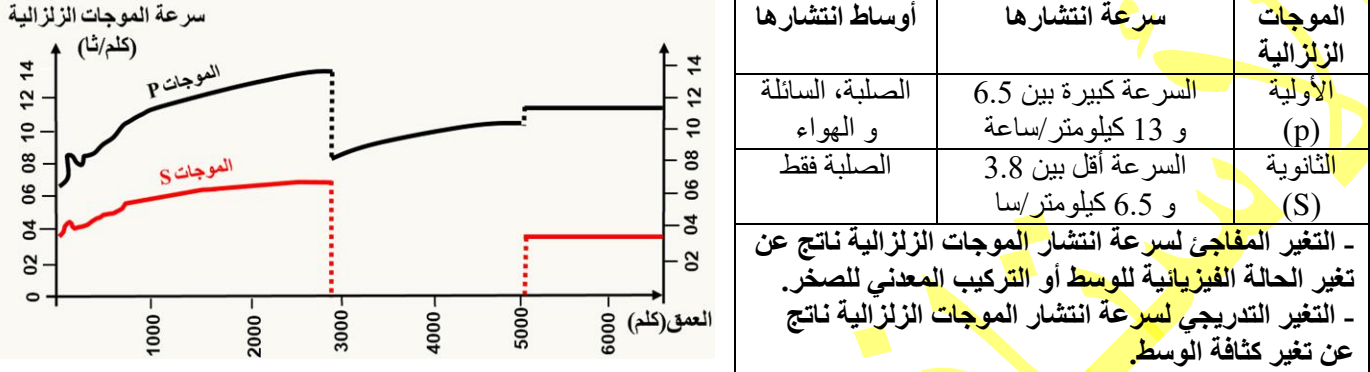 سرعة الموجات الزلزالية
(كلم/ثا)
14
12
10
08
06
04
02
0
الموجات P
الموجات S
14
12
10
08
06
04
02
1000
2000
3000
4000
5000
6000
العمق(كلم)
الموجات الزلزالية
سرعة انتشارها
أوساط انتشارها
الأولية (p)
السرعة كبيرة بين 6.5
و 13 كيلومتر/ساعة
الصلبة، السائلة
و الهواء
الثانوية (S)
السرعة أقل بين 3.8
و 6.5 كيلومتر/سا
الصلبة فقط
ـ التغير المفاجئ لسرعة انتشار الموجات الزلزالية ناتج عن
تغير الحالة الفيزيائية للوسط أو التركيب المعدني للصخر.
ـ التغير التدريجي لسرعة انتشار الموجات الزلزالية ناتج
عن تغير كثافة الوسط.